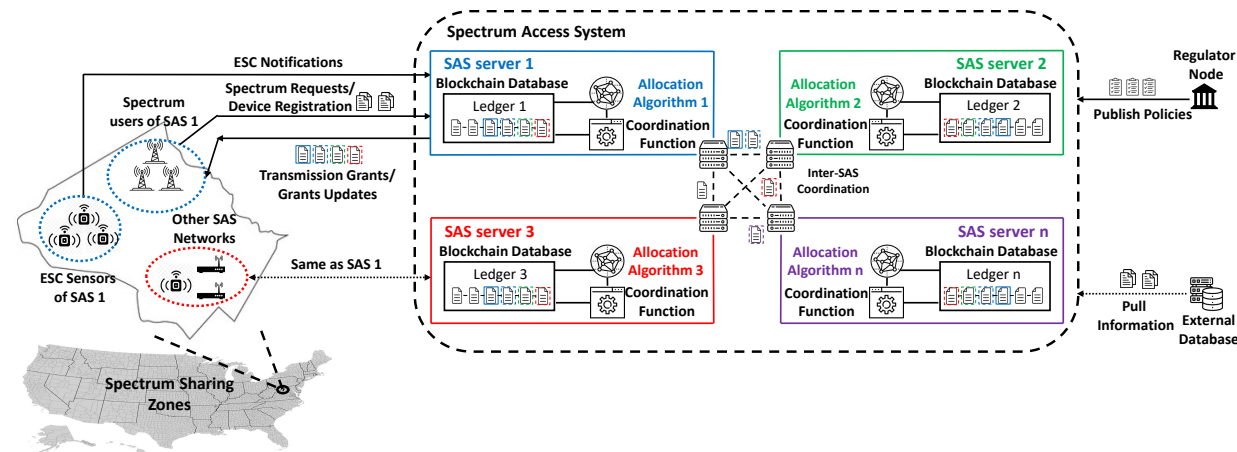 Spectrum Access System
ESC Notifications
Spectrum Requests/
Device Registration
Spectrum
users of SAS 1
Transmission Grants/
Grants Updates
Other SAS
Networks
ESC Sensors
of SAS 1
Same as SAS 1
Spectrum Sharing
Zones
SAS server 1
Blockchain Database
Ledger 1
Allocation
Algorithm 1
Coordination
Function
SAS server 2
Blockchain Database
Ledger 2
Allocation
Algorithm 2
Coordination
Function
Inter-SAS
Coordination
SAS server 3
Blockchain Database
Ledger 3
Allocation
Algorithm 3
Coordination
Function
SAS server n
Blockchain Database
Ledger n
Allocation
Algorithm n
Coordination
Function
Regulator
Node
Publish Policies
Pull
Information
External
Database